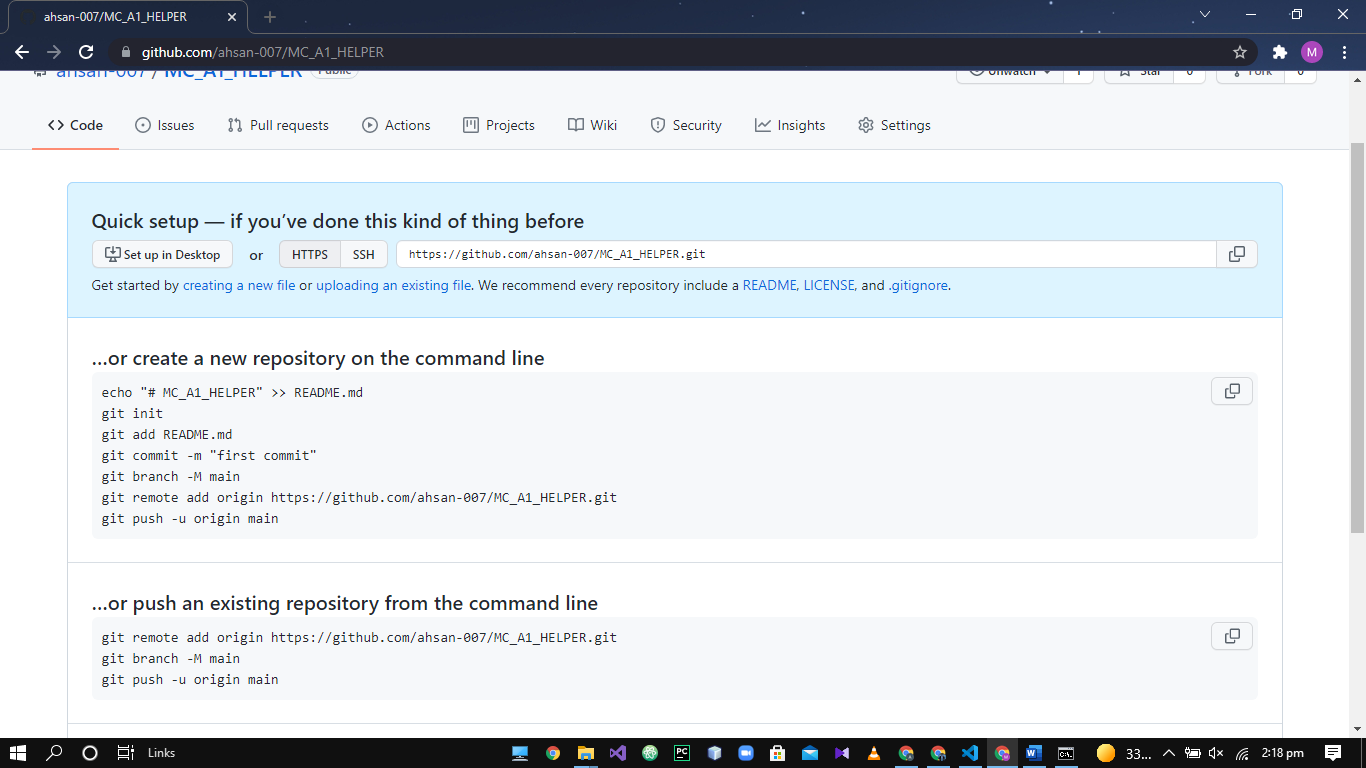 ahsan-007/MC_A1_HELPER
github.com/ahsan-007/MC_A1_HELPER
M
ahsan-007 / MC_A1_HELPER Public
Unwatch 1 Star 0 Fork 0
Code Issues Pull requests Actions Projects Wiki Security Insights Settings
Quick setup — if you’ve done this kind of thing before
Set up in Desktop or HTTPS SSH https://github.com/ahsan-007/MC_A1_HELPER.git
Get started by creating a new file or uploading an existing file. We recommend every repository include a README, LICENSE, and .gitignore.
…or create a new repository on the command line
echo "# MC_A1_HELPER" >> README.md
git init
git add README.md
git commit -m "first commit"
git branch -M main
git remote add origin https://github.com/ahsan-007/MC_A1_HELPER.git
git push -u origin main
…or push an existing repository from the command line
git remote add origin https://github.com/ahsan-007/MC_A1_HELPER.git
git branch -M main
git push -u origin main
Links 33... 2:18 pm